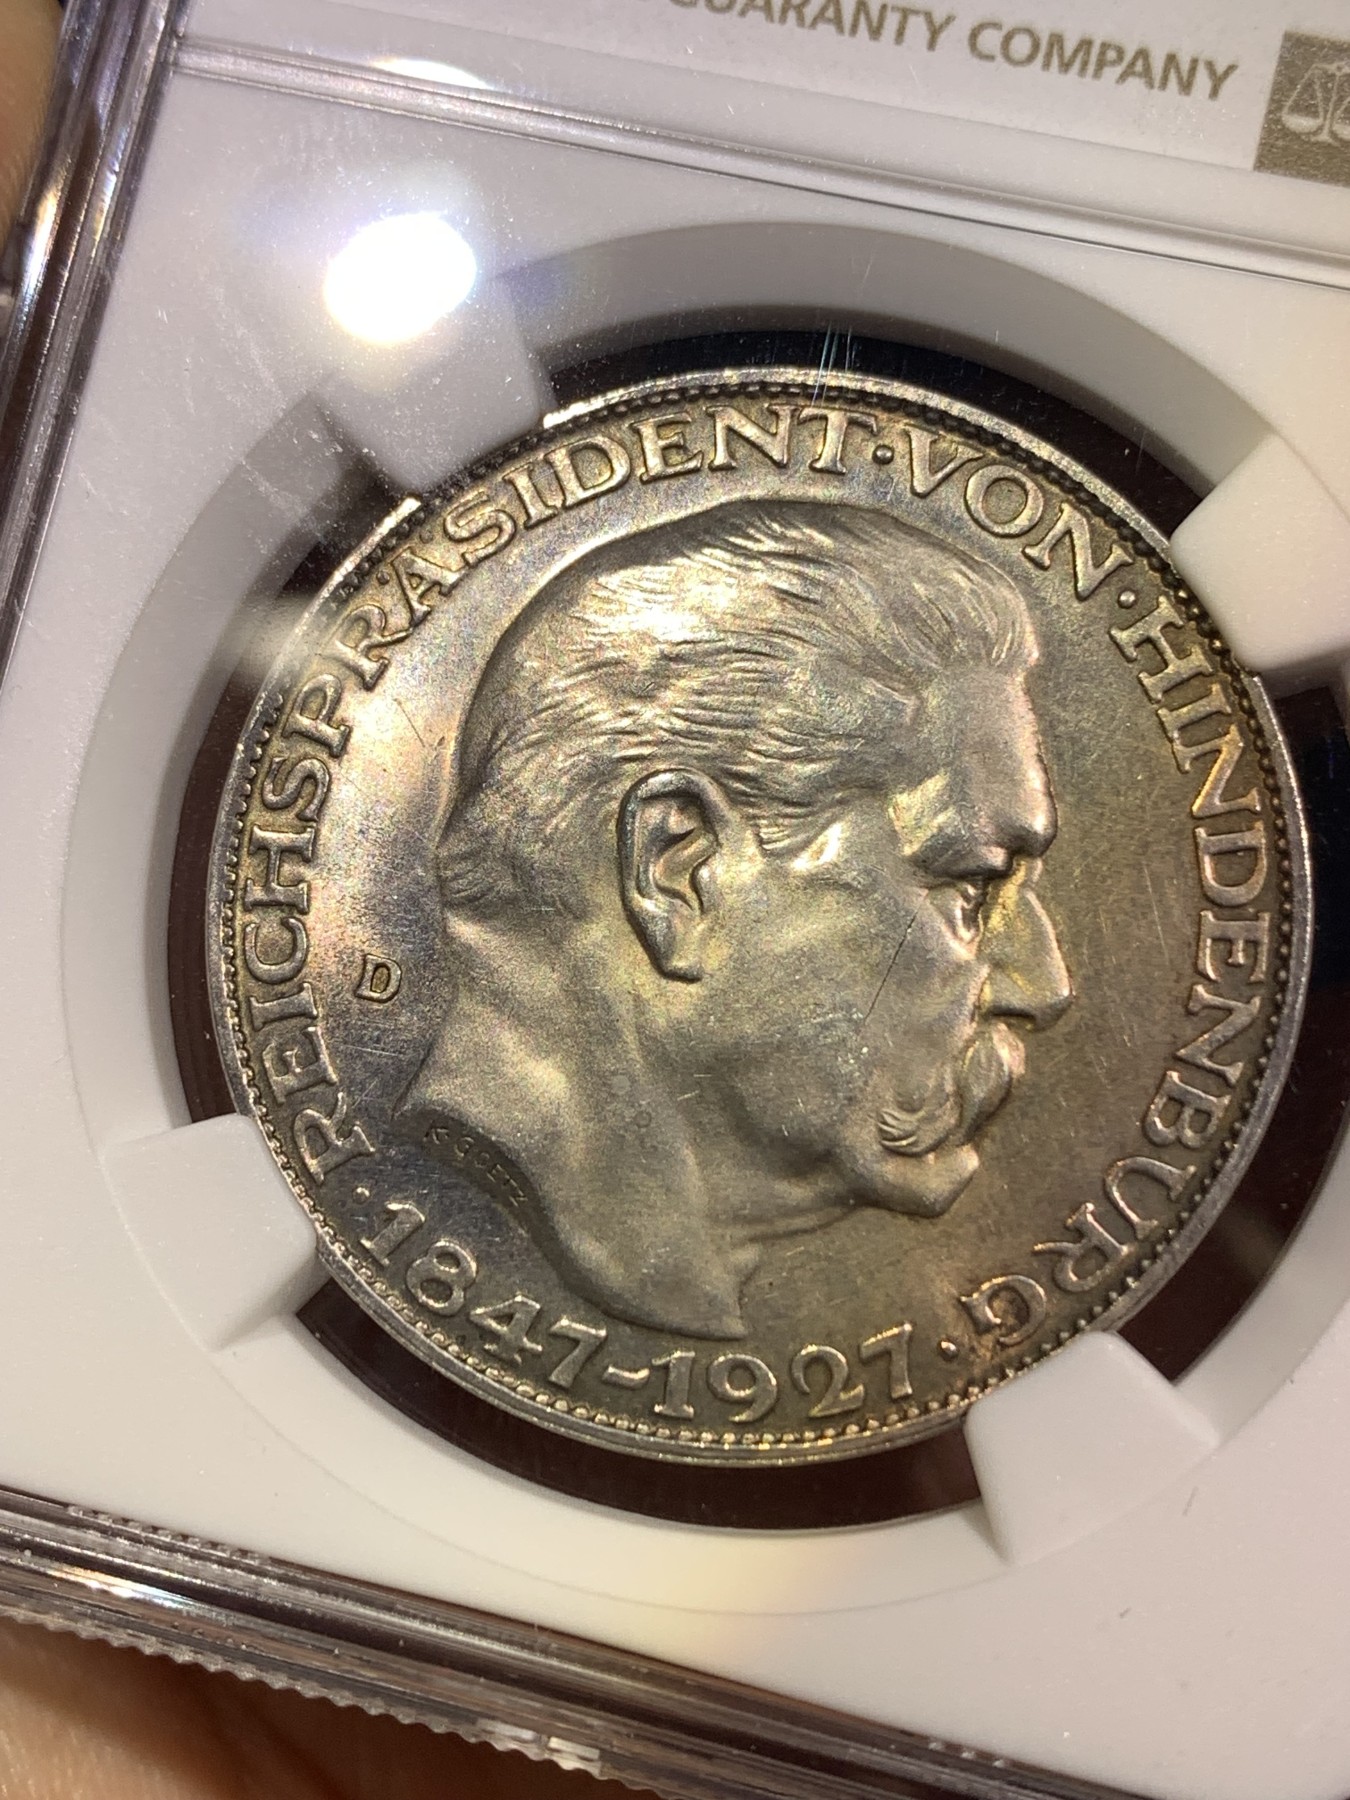 GUARANTY COMPANY
REICHSPRÄSIDENT·VON·HINDENBURG·
1847-1927·
D
K GOETZ